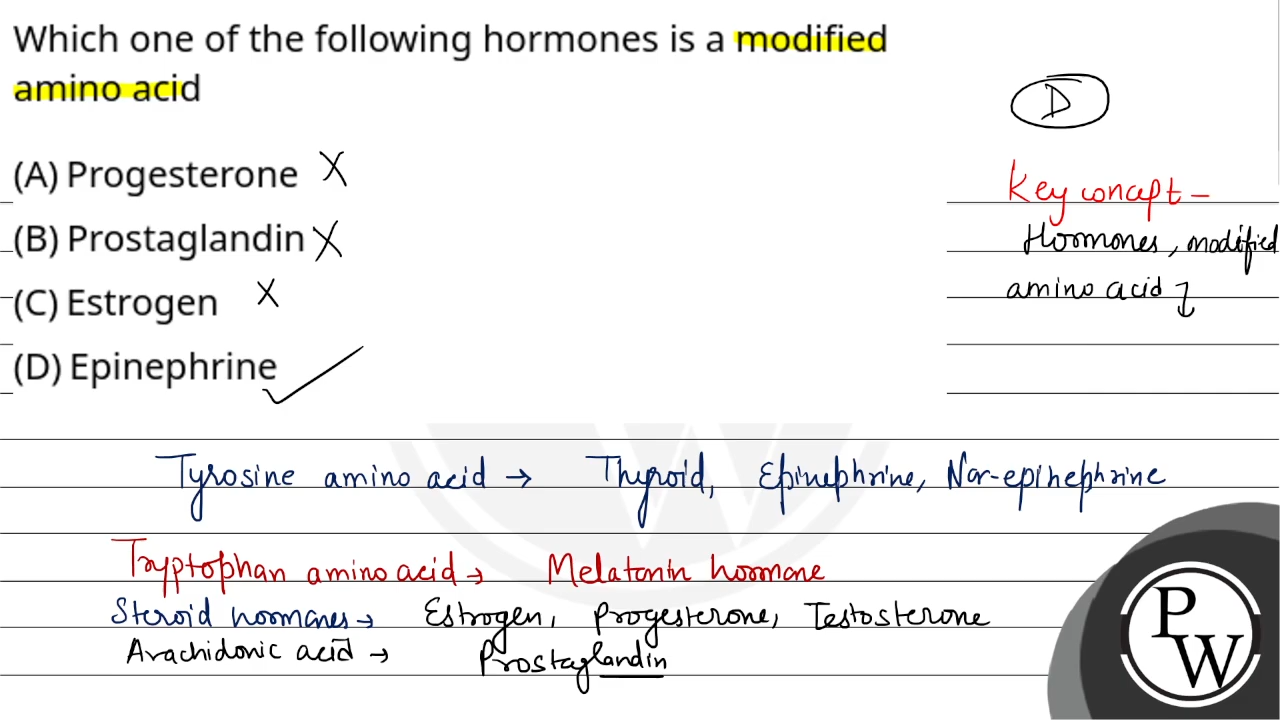 Which one of the following hormones is a modified
amino acid
(A) Progesterone X
(B) Prostaglandin X
(C) Estrogen X
(D) Epinephrine
D
Key concept –
Hormones, modified
amino acid
Tyrosine amino acid → Thyroid, Epinephrine, Nor-epinephrine
Tryptophan amino acid → Melatonin hormone
Steroid hormones → Estrogen, Progesterone, Testosterone
Arachidonic acid → Prostaglandin
P
W